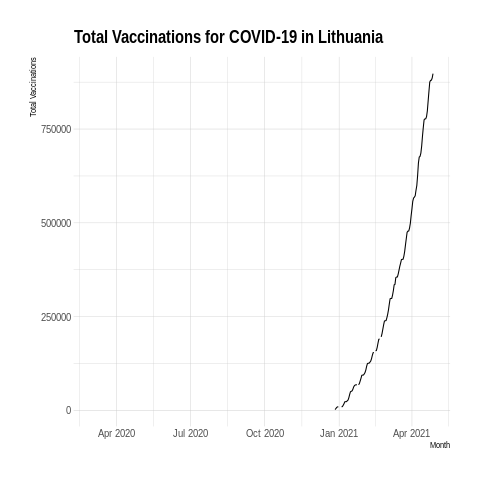 Total Vaccinations for COVID-19 in Lithuania
Total Vaccinations
750000
500000
250000
0
Apr 2020 Jul 2020 Oct 2020 Jan 2021 Apr 2021
Month